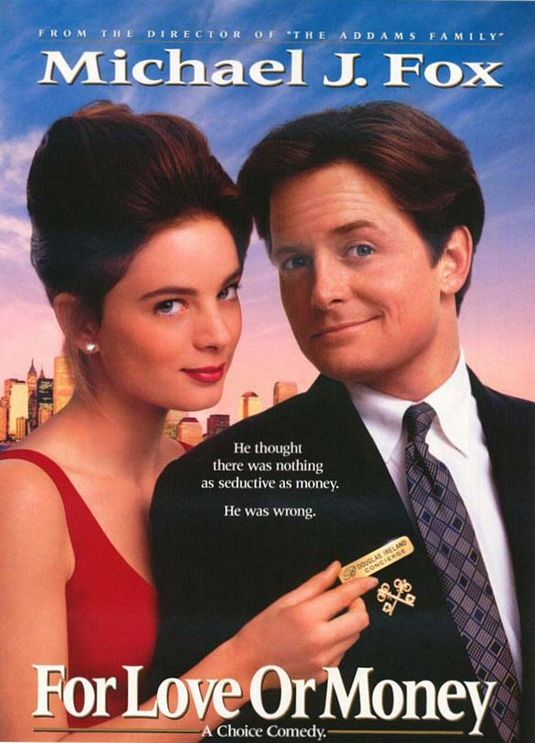 FROM THE DIRECTOR OF "THE ADDAMS FAMILY"
Michael J. Fox
He thought
there was nothing
as seductive as money.
He was wrong.
DOUGLAS IRELAND
CONCIERGE
For Love Or Money
A Choice Comedy.